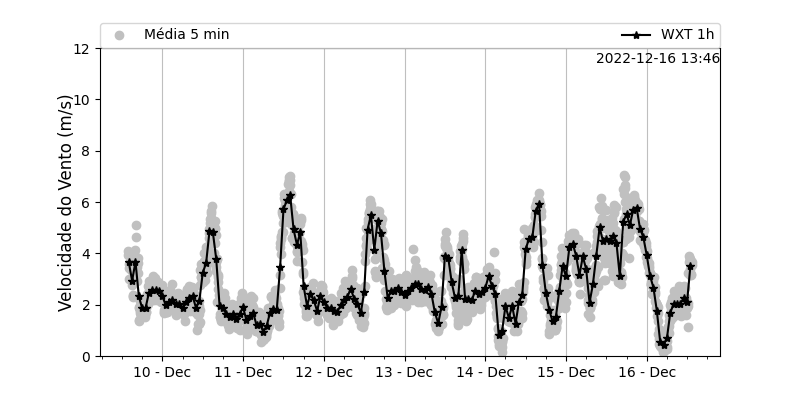 Média 5 min
WXT 1h
2022-12-16 13:46
Velocidade do Vento (m/s)
12
10
8
6
4
2
0
10 - Dec
11 - Dec
12 - Dec
13 - Dec
14 - Dec
15 - Dec
16 - Dec